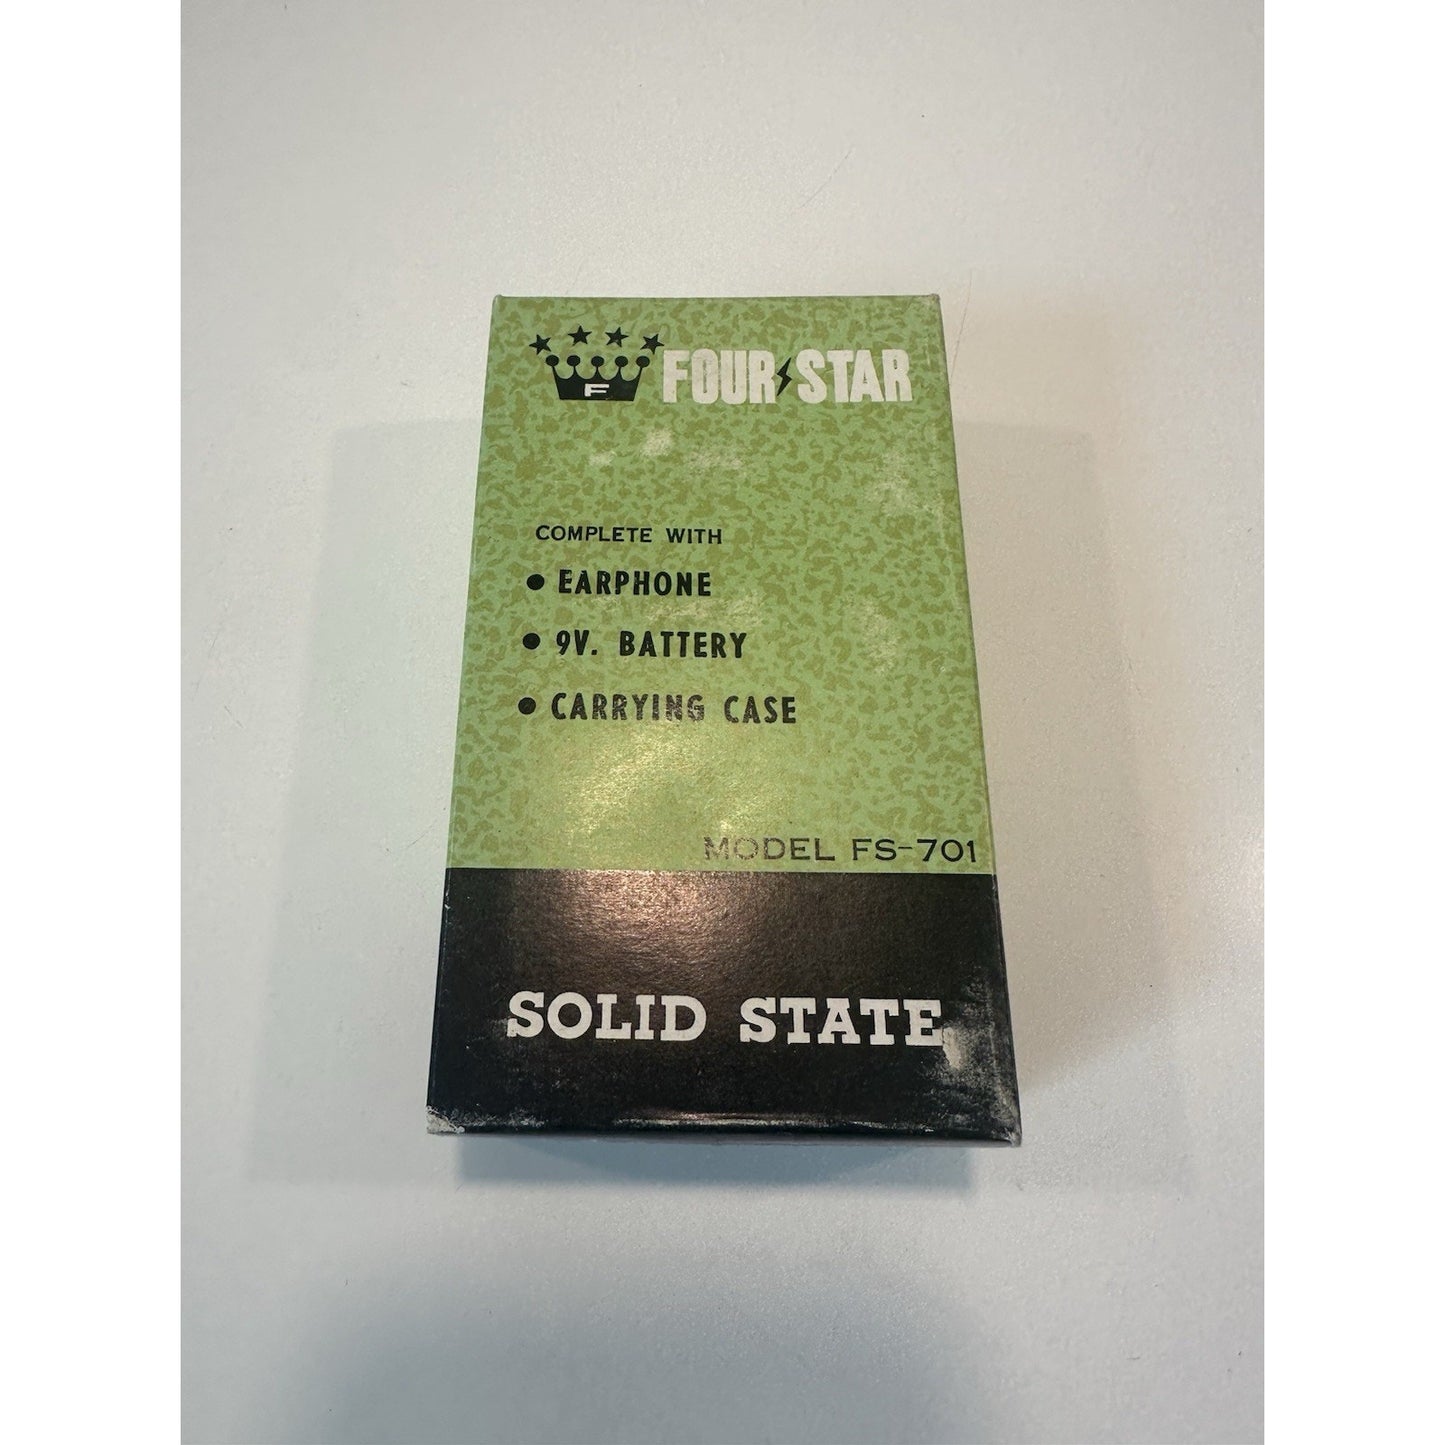 F FOUR STAR
COMPLETE WITH
• EARPHONE
• 9V. BATTERY
• CARRYING CASE
MODEL FS-701
SOLID STATE